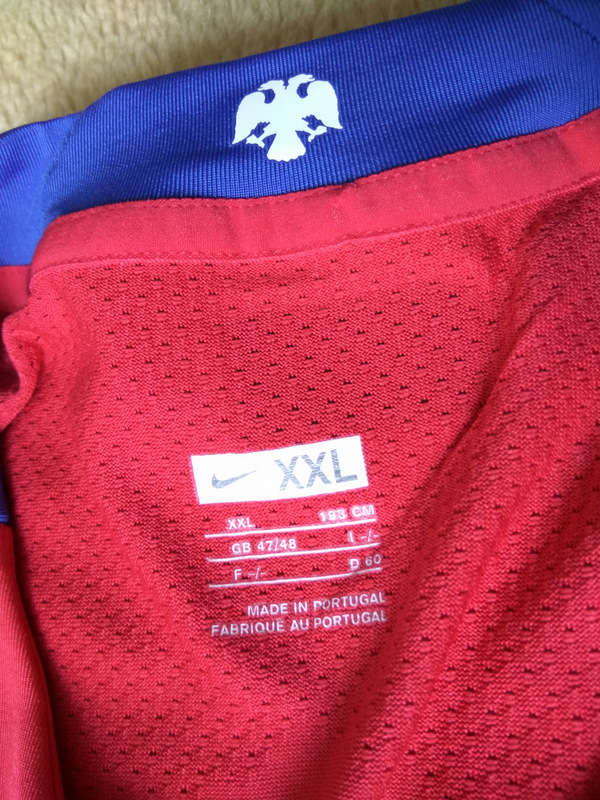 XXL
XXL 193 CM
GB 47/48 I -/-
F -/- D 60
MADE IN PORTUGAL
FABRIQUE AU PORTUGAL